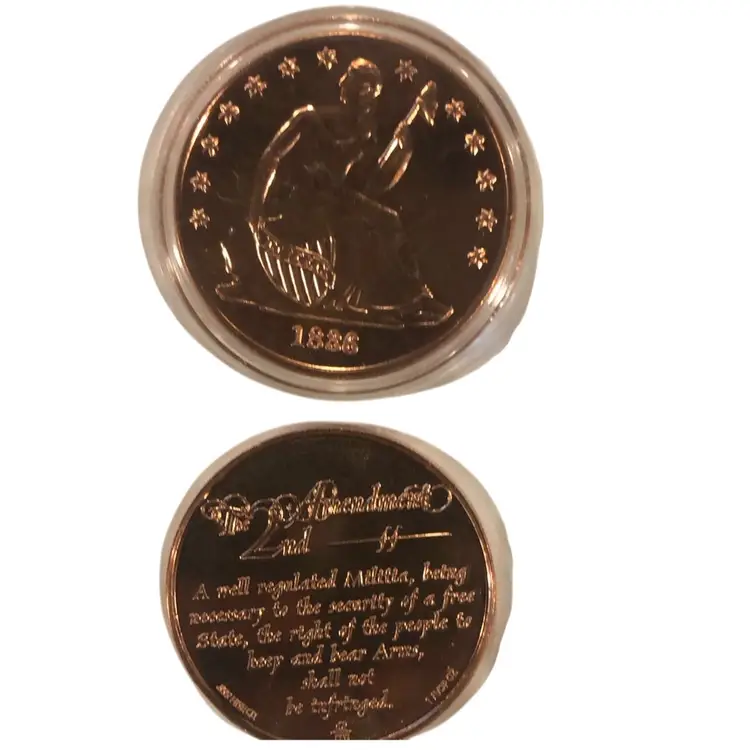 1886
The 2nd Amendment
A well regulated Militia, being
necessary to the security of a free
State, the right of the people to
keep and bear Arms,
shall not
be infringed.